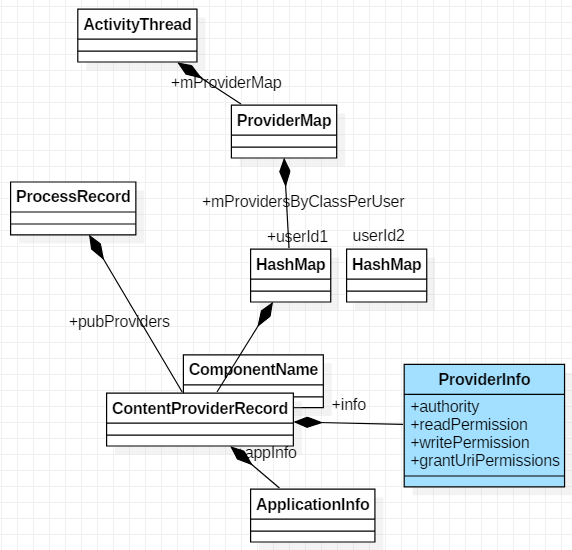 ActivityThread
+mProviderMap
ProviderMap
ProcessRecord
+mProvidersByClassPerUser
+userId1
userId2
HashMap
HashMap
+pubProviders
ComponentName
ContentProviderRecord
+info
ProviderInfo
+authority
+readPermission
+writePermission
+grantUriPermissions
appInfo
ApplicationInfo